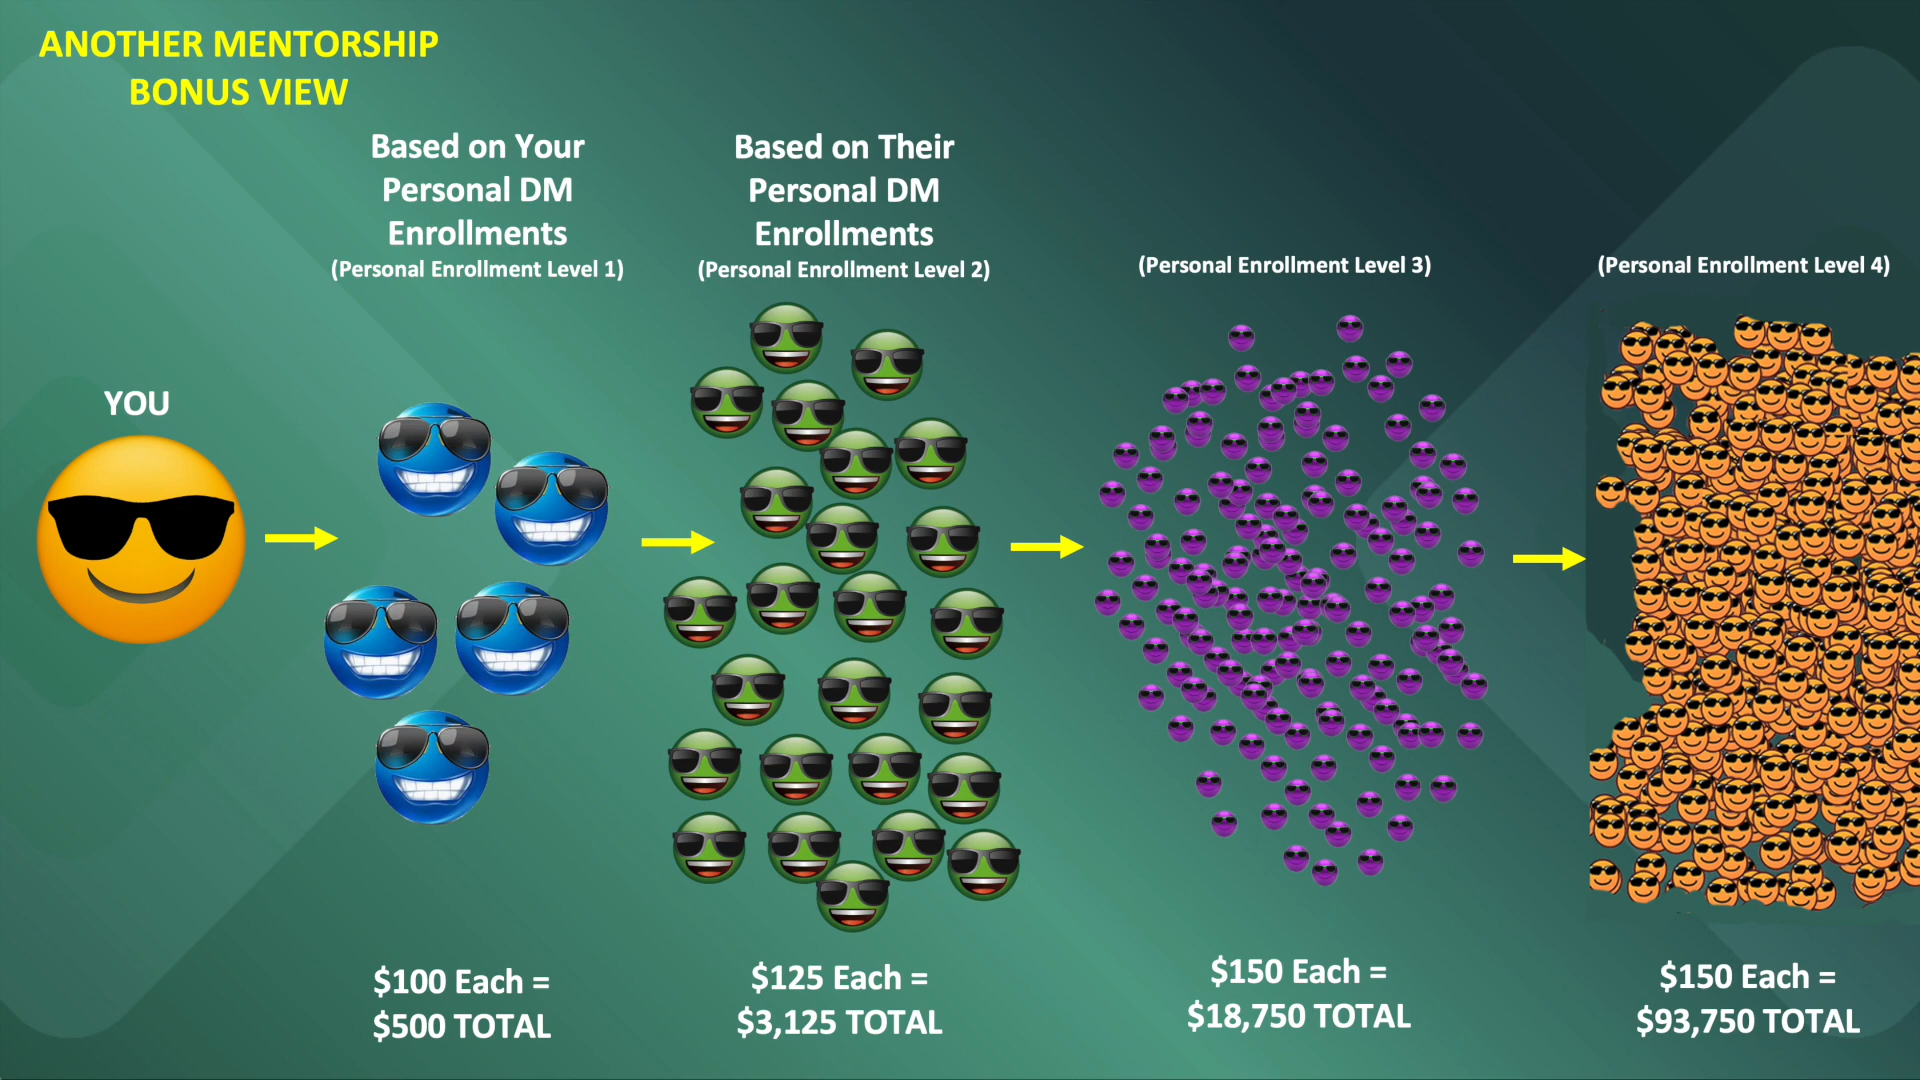 ANOTHER MENTORSHIP
BONUS VIEW
YOU
Based on Your
Personal DM
Enrollments
(Personal Enrollment Level 1)
$100 Each =
$500 TOTAL
Based on Their
Personal DM
Enrollments
(Personal Enrollment Level 2)
$125 Each =
$3,125 TOTAL
(Personal Enrollment Level 3)
$150 Each =
$18,750 TOTAL
(Personal Enrollment Level 4)
$150 Each =
$93,750 TOTAL